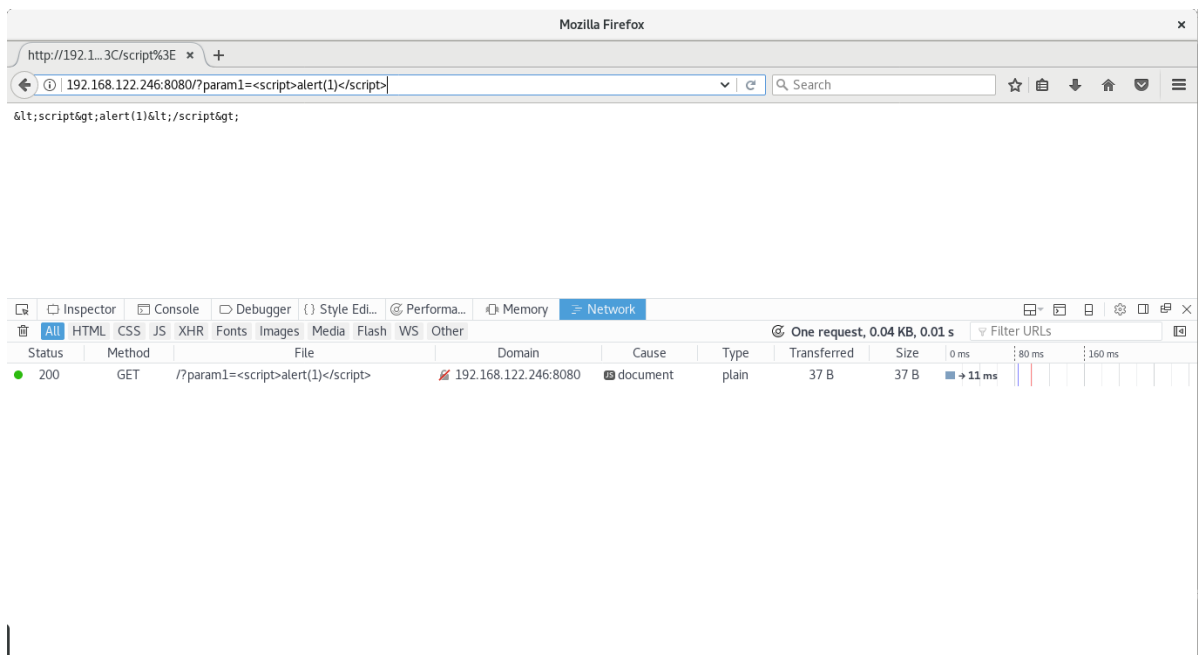 Mozilla Firefox ×
http://192.1... 3C/script%3E × +
192.168.122.246:8080/?param1=<script>alert(1)</script> Search
&lt;script&gt;alert(1)&lt;/script&gt;
Inspector Console Debugger {} Style Edi... Performa... Memory Network
All HTML CSS JS XHR Fonts Images Media Flash WS Other One request, 0.04 KB, 0.01 s Filter URLs
Status Method File Domain Cause Type Transferred Size 0 ms 80 ms 160 ms
200 GET /?param1=<script>alert(1)</script> 192.168.122.246:8080 JS document plain 37 B 37 B → 11 ms